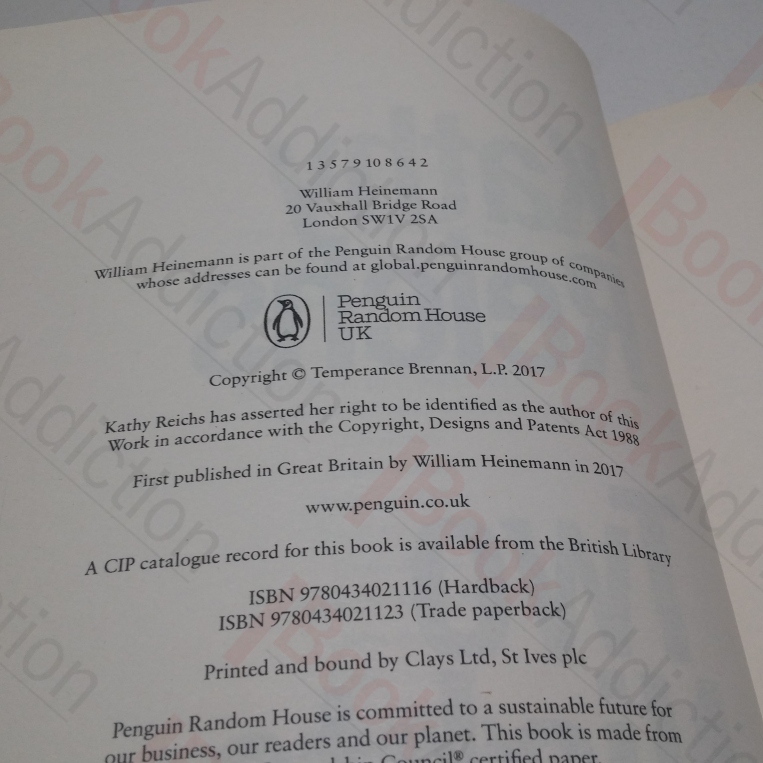 1 3 5 7 9 10 8 6 4 2
William Heinemann
20 Vauxhall Bridge Road
London SW1V 2SA
William Heinemann is part of the Penguin Random House group of companies
whose addresses can be found at global.penguinrandomhouse.com
Penguin
Random House
UK
Copyright © Temperance Brennan, L.P. 2017
Kathy Reichs has asserted her right to be identified as the author of this
Work in accordance with the Copyright, Designs and Patents Act 1988
First published in Great Britain by William Heinemann in 2017
www.penguin.co.uk
A CIP catalogue record for this book is available from the British Library
ISBN 9780434021116 (Hardback)
ISBN 9780434021123 (Trade paperback)
Printed and bound by Clays Ltd, St Ives plc
Penguin Random House is committed to a sustainable future for
our business, our readers and our planet. This book is made from
Council® certified paper.
BookAddiction